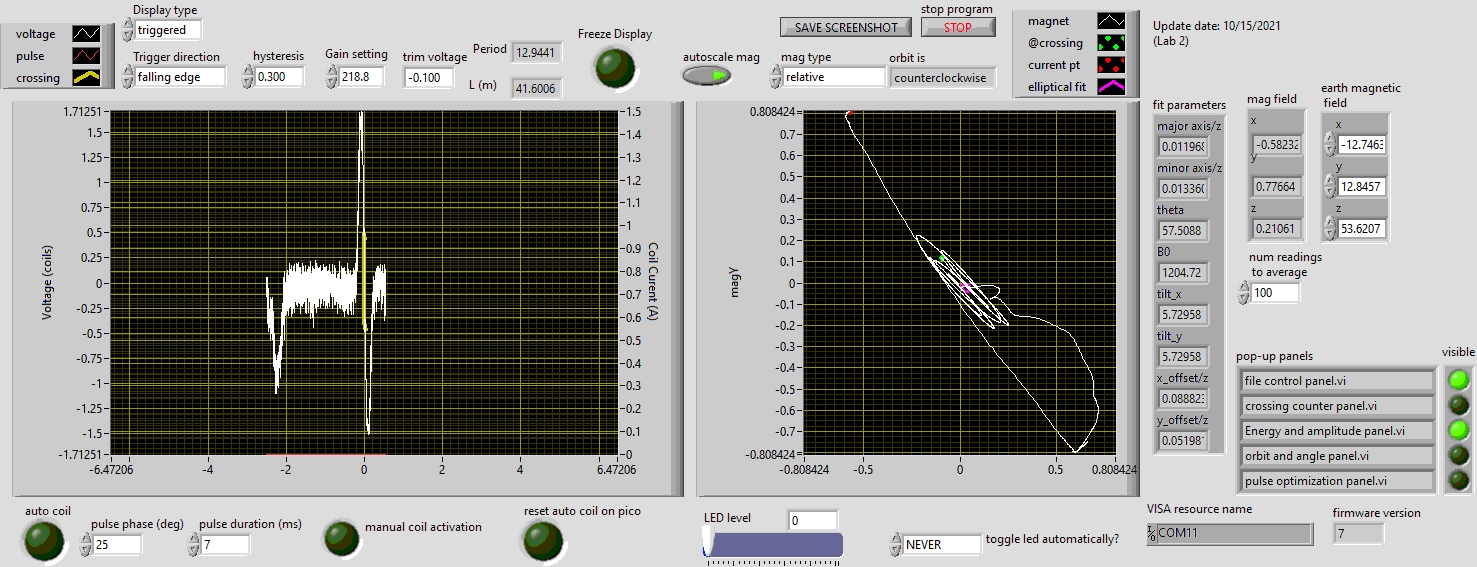 voltage
pulse
crossing
Display type
triggered
Trigger direction
falling edge
hysteresis
0.300
Gain setting
218.8
trim voltage
-0.100
Period
12.9441
L (m)
41.6006
Freeze Display
SAVE SCREENSHOT
stop program
STOP
autoscale mag
mag type
relative
orbit is
counterclockwise
magnet
@crossing
current pt
elliptical fit
Update date: 10/15/2021
(Lab 2)
Voltage (coils)
1.71251
1.5
1.25
1
0.75
0.5
0.25
0
-0.25
-0.5
-0.75
-1
-1.25
-1.5
-1.71251
-6.47206
-4
-2
0
2
4
6.47206
1.5
1.4
1.3
1.2
1.1
1
0.9
0.8
0.7
0.6
0.5
0.4
0.3
0.2
0.1
0
Coil Current (A)
magy
0.808424
0.7
0.6
0.5
0.4
0.3
0.2
0.1
0
-0.1
-0.2
-0.3
-0.4
-0.5
-0.6
-0.7
-0.808424
-0.808424
-0.5
0
0.5
0.808424
fit parameters
major axis/z
0.01196
minor axis/z
0.01336
theta
57.5088
B0
1204.72
tilt_x
5.72958
tilt_y
5.72958
x_offset/z
0.08882
y_offset/z
0.05198
mag field
x
-0.58232
y
0.77664
z
0.21061
earth magnetic
field
x
-12.746
y
12.8457
z
53.6207
num readings
to average
100
pop-up panels
visible
file control panel.vi
crossing counter panel.vi
Energy and amplitude panel.vi
orbit and angle panel.vi
pulse optimization panel.vi
auto coil
pulse phase (deg)
25
pulse duration (ms)
7
manual coil activation
reset auto coil on pico
LED level
0
NEVER
toggle led automatically?
VISA resource name
COM11
firmware version
7